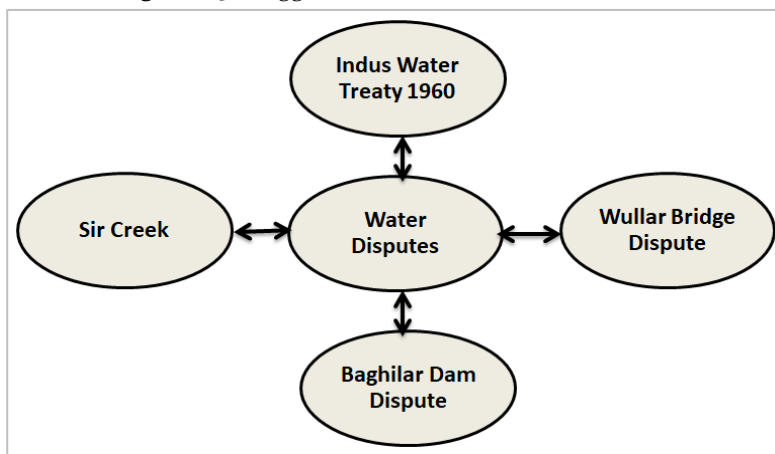 Indus Water
Treaty 1960
Sir Creek
Water
Disputes
Wullar Bridge
Dispute
Baghilar Dam
Dispute